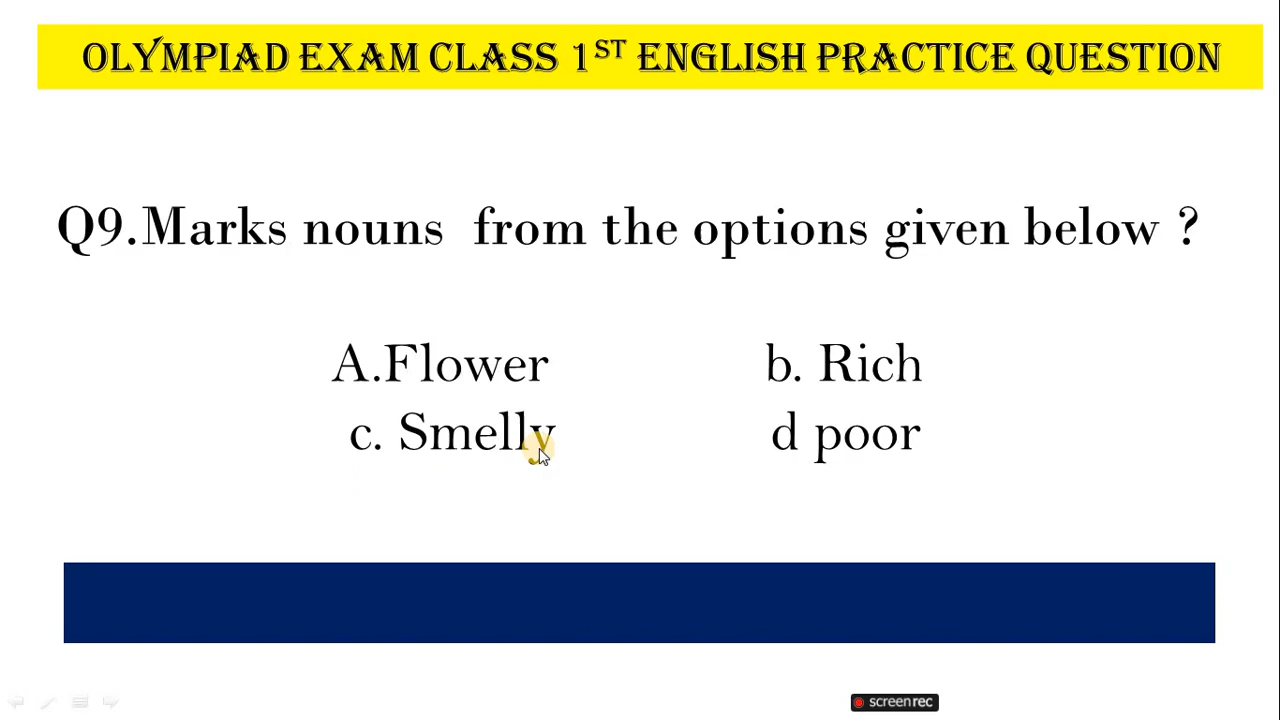 OLYMPIAD EXAM CLASS 1ST ENGLISH PRACTICE QUESTION
Q9.Marks nouns from the options given below ?
A.Flower b. Rich
c. Smelly d poor
screenrec